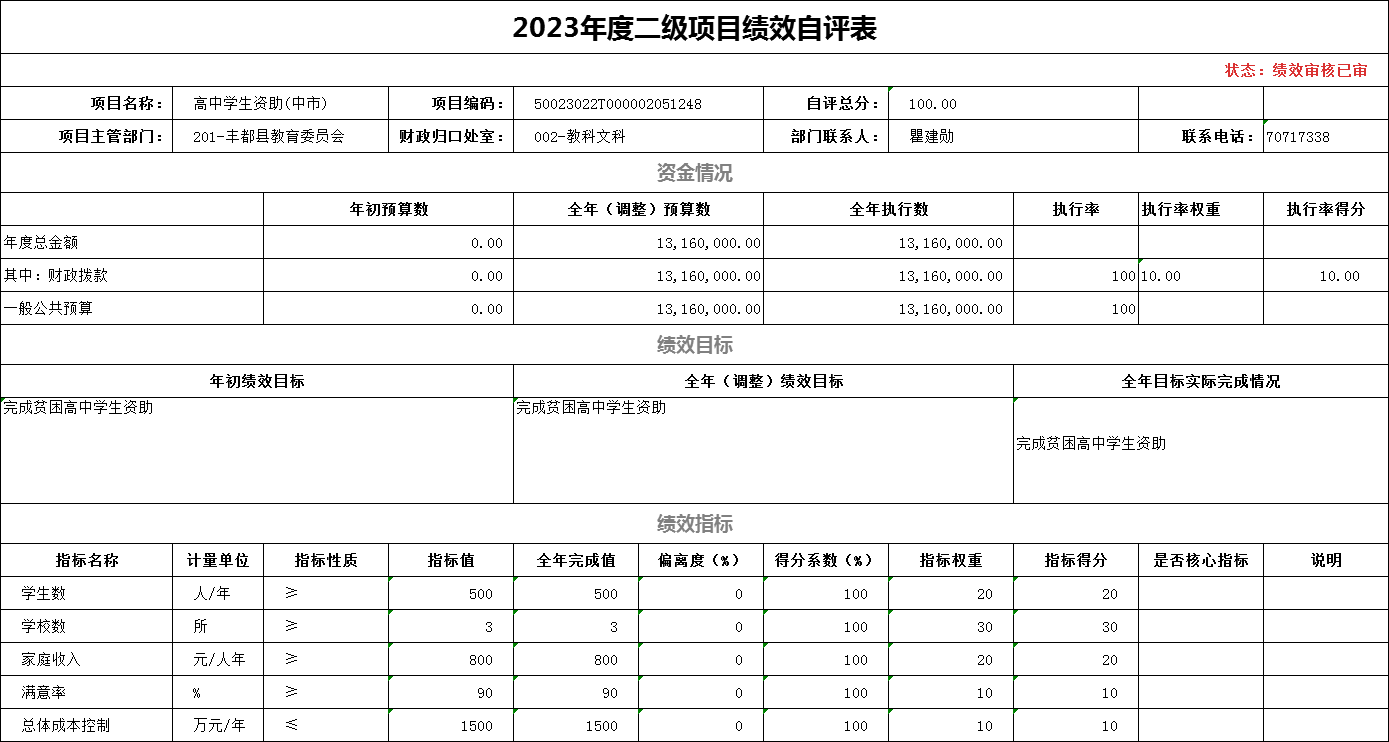 2023年度二级项目绩效自评表
状态：绩效审核已审
项目名称： 高中学生资助(中市) 项目编码： 50023022T000002051248 自评总分： 100.00
项目主管部门： 201-丰都县教育委员会 财政归口处室： 002-教科文科 部门联系人： 瞿建勋 联系电话： 70717338
资金情况
年初预算数 全年（调整）预算数 全年执行数 执行率 执行率权重 执行率得分
年度总金额 0.00 13,160,000.00 13,160,000.00
其中：财政拨款 0.00 13,160,000.00 13,160,000.00 100 10.00 10.00
一般公共预算 0.00 13,160,000.00 13,160,000.00 100
绩效目标
年初绩效目标 全年（调整）绩效目标 全年目标实际完成情况
完成贫困高中学生资助 完成贫困高中学生资助
完成贫困高中学生资助
绩效指标
指标名称 计量单位 指标性质 指标值 全年完成值 偏离度（%） 得分系数（%） 指标权重 指标得分 是否核心指标 说明
学生数 人/年 ≥ 500 500 0 100 20 20
学校数 所 ≥ 3 3 0 100 30 30
家庭收入 元/人年 ≥ 800 800 0 100 20 20
满意率 % ≥ 90 90 0 100 10 10
总体成本控制 万元/年 ≤ 1500 1500 0 100 10 10